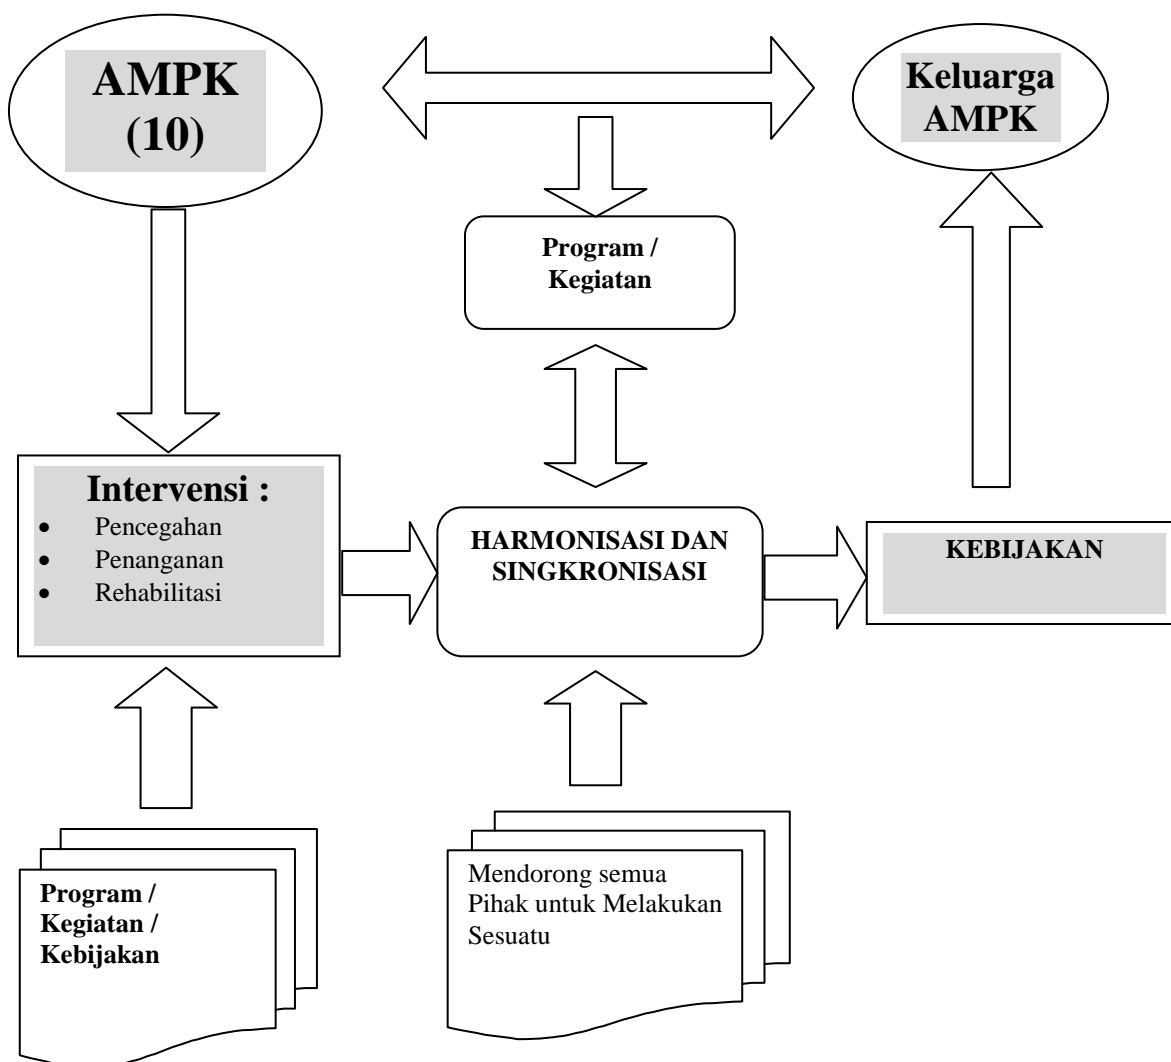 AMPK
(10)
Keluarga
AMPK
Program /
Kegiatan
Intervensi :
• Pencegahan
• Penanganan
• Rehabilitasi
HARMONISASI DAN
SINGKRONISASI
KEBIJAKAN
Program /
Kegiatan /
Kebijakan
Mendorong semua
Pihak untuk Melakukan
Sesuatu